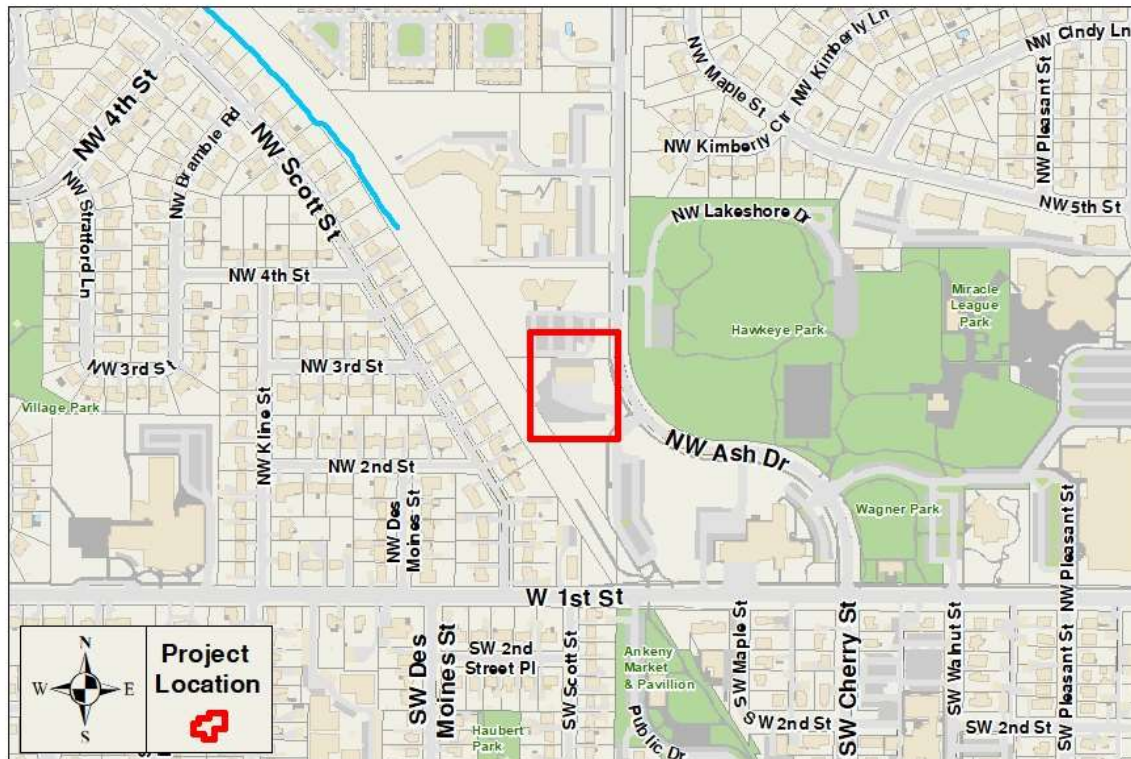 NW Kimberly Ln
NW Cindy Ln
NW Maple St
NW Pleasant St
NW 4th St
NW Bramble Rd
NW Kimberly Cir
NW Scott St
NW Stratford Ln
NW 5th St
NW Lakeshore Dr
NW 4th St
Miracle
League
Park
Hawkeye Park
NW 3rd St
NW 3rd St
Village Park
NW Kline St
NW Ash Dr
NW 2nd St
NW Des
Moines St
Wagner Park
NW Pleasant St
W 1st St
N
W
E
S
Project
Location
SW Des
Moines St
SW 2nd
Street Pl
SW Scott St
Haubert
Park
Ankeny
Market
& Pavillion
Public Dr
SW Maple St
SW 2nd St
SW Cherry St
SW Walnut St
SW Pleasant St
SW 2nd St